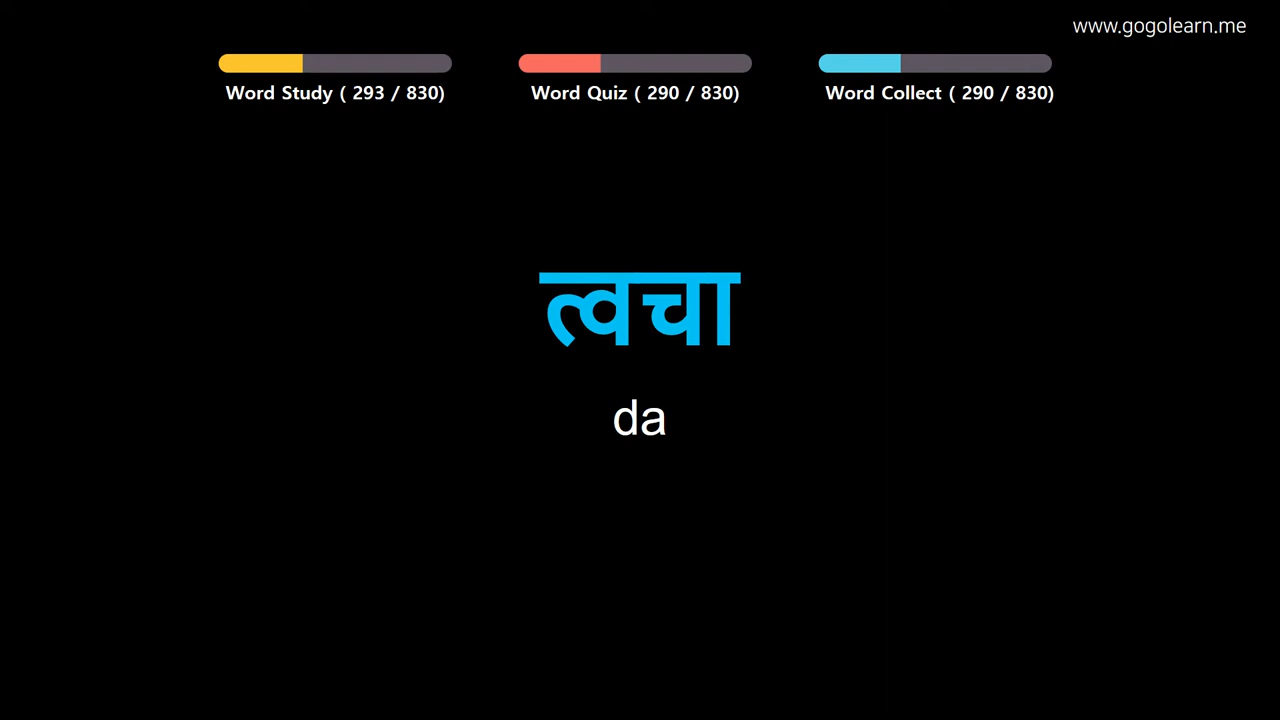 www.gogolearn.me
Word Study ( 293 / 830)
Word Quiz ( 290 / 830)
Word Collect ( 290 / 830)
त्वचा
da